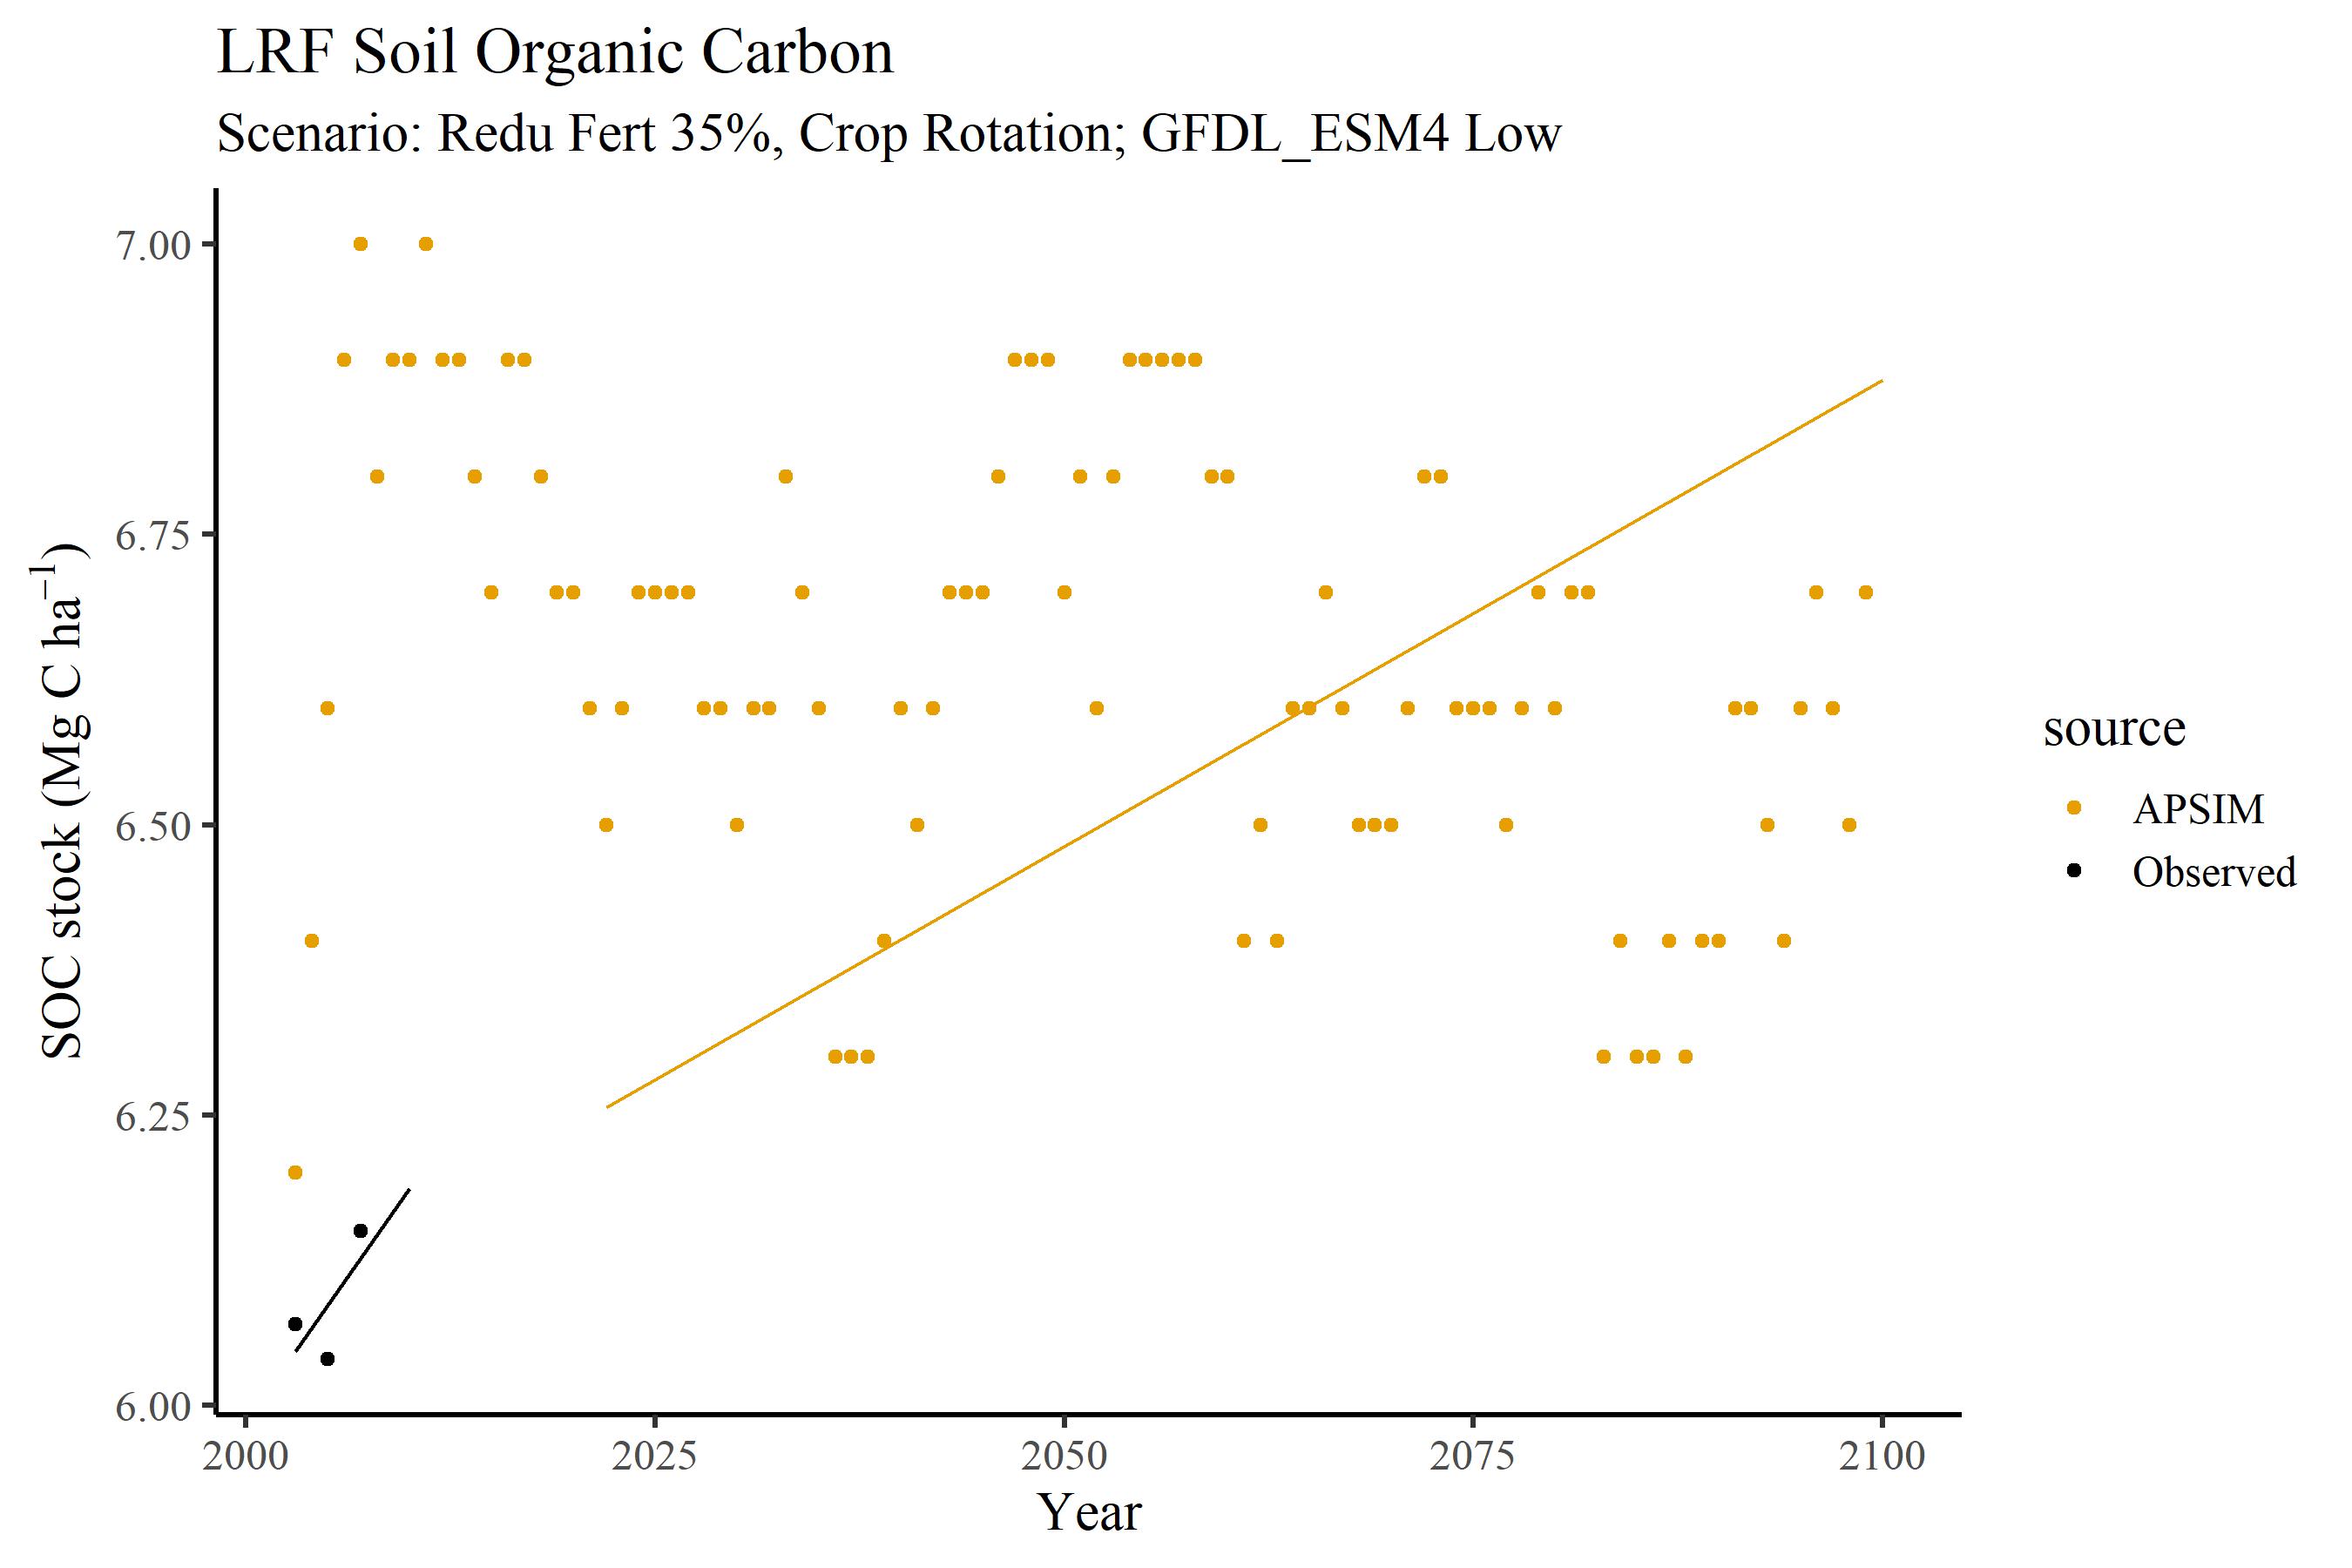 LRF Soil Organic Carbon
Scenario: Redu Fert 35%, Crop Rotation; GFDL_ESM4 Low
SOC stock (Mg C ha⁻¹)
7.00
6.75
6.50
6.25
6.00
2000 2025 2050 2075 2100
Year
source
APSIM
Observed